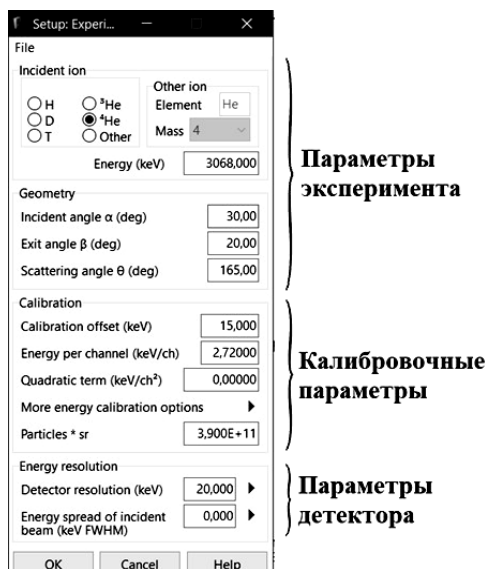 Setup: Experi...
File
Incident ion
H
³He
D
⁴He
T
Other
Other ion
Element He
Mass 4
Energy (keV) 3068,000
Geometry
Incident angle α (deg) 30,00
Exit angle β (deg) 20,00
Scattering angle θ (deg) 165,00
Параметры
эксперимента
Calibration
Calibration offset (keV) 15,000
Energy per channel (keV/ch) 2,72000
Quadratic term (keV/ch²) 0,00000
More energy calibration options
Particles * sr 3,900E+11
Калибровочные
параметры
Energy resolution
Detector resolution (keV) 20,000
Energy spread of incident
beam (keV FWHM) 0,000
Параметры
детектора
OK Cancel Help